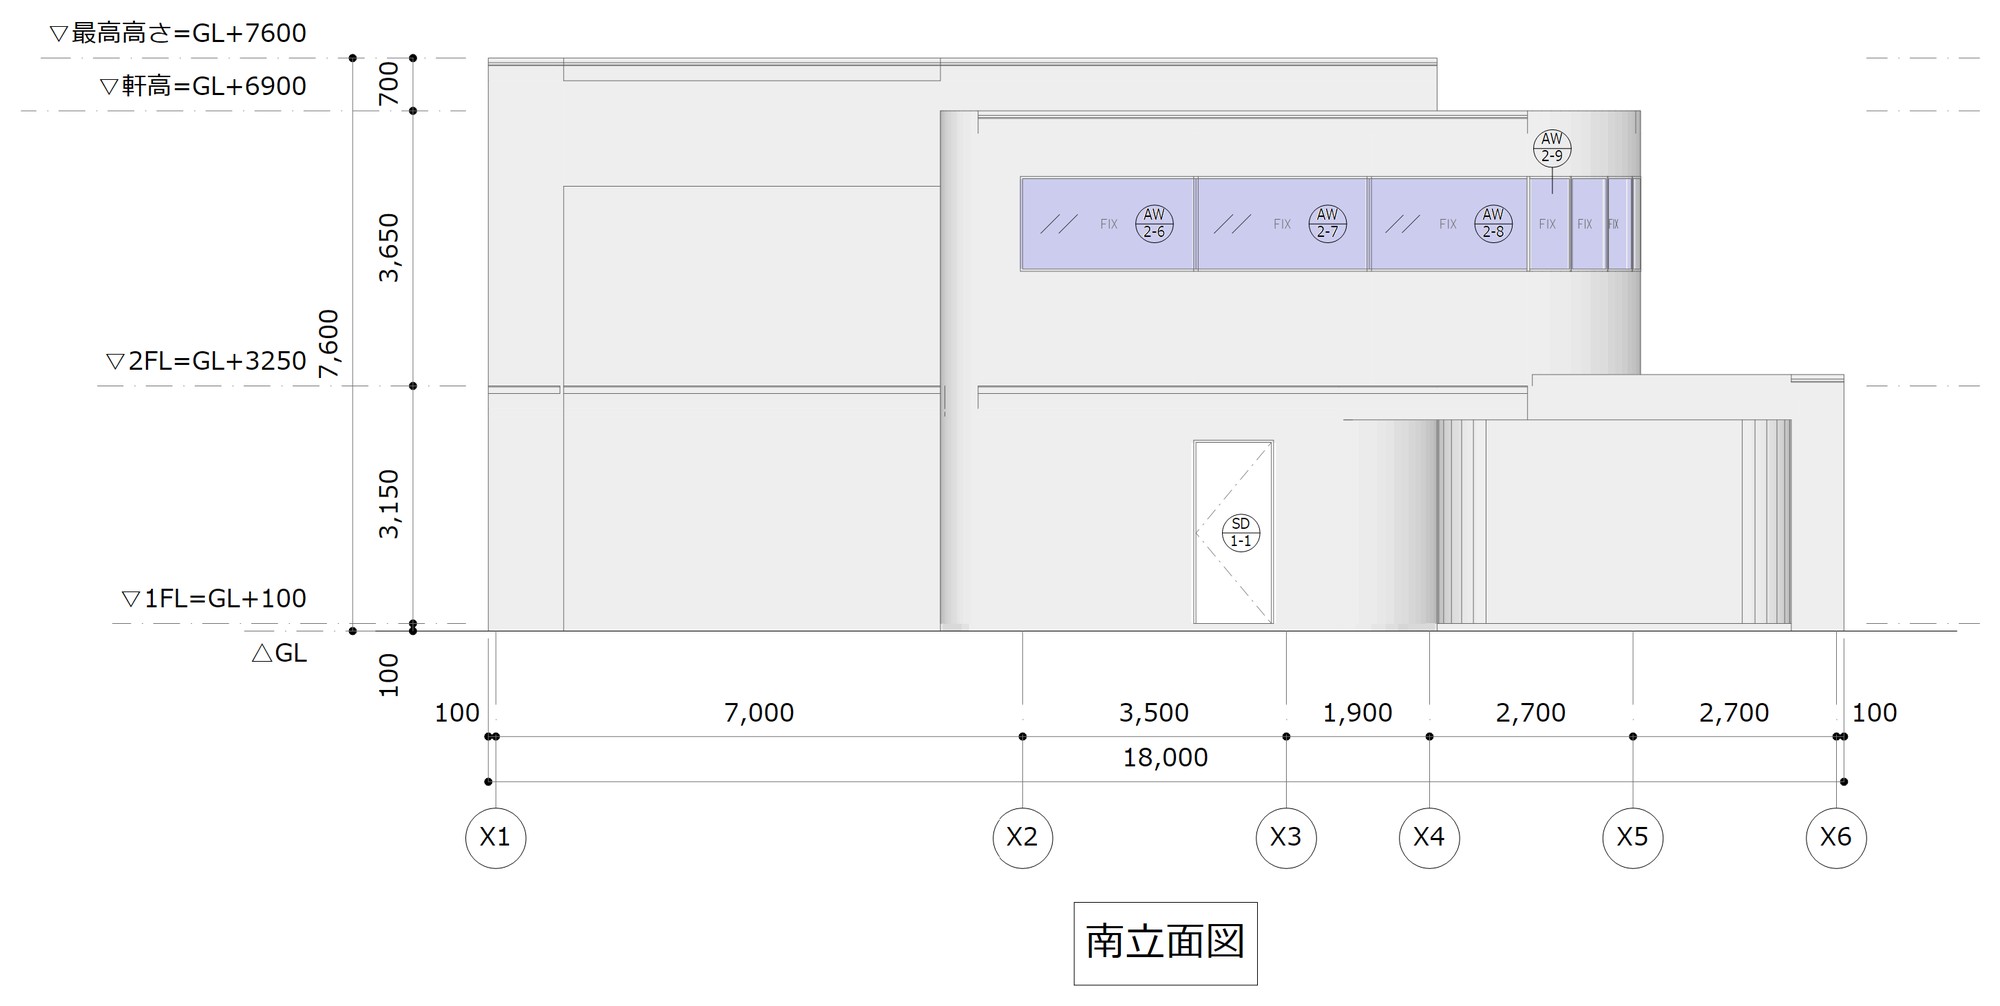 ▽最高高さ=GL+7600
▽軒高=GL+6900
700
AW
2-9
3,650
FIX
AW
2-6
FIX
AW
2-7
FIX
AW
2-8
FIX
FIX
FIX
7,600
▽2FL=GL+3250
3,150
SD
1-1
▽1FL=GL+100
△GL
100
100
7,000
3,500
1,900
2,700
2,700
100
18,000
X1
X2
X3
X4
X5
X6
南立面図